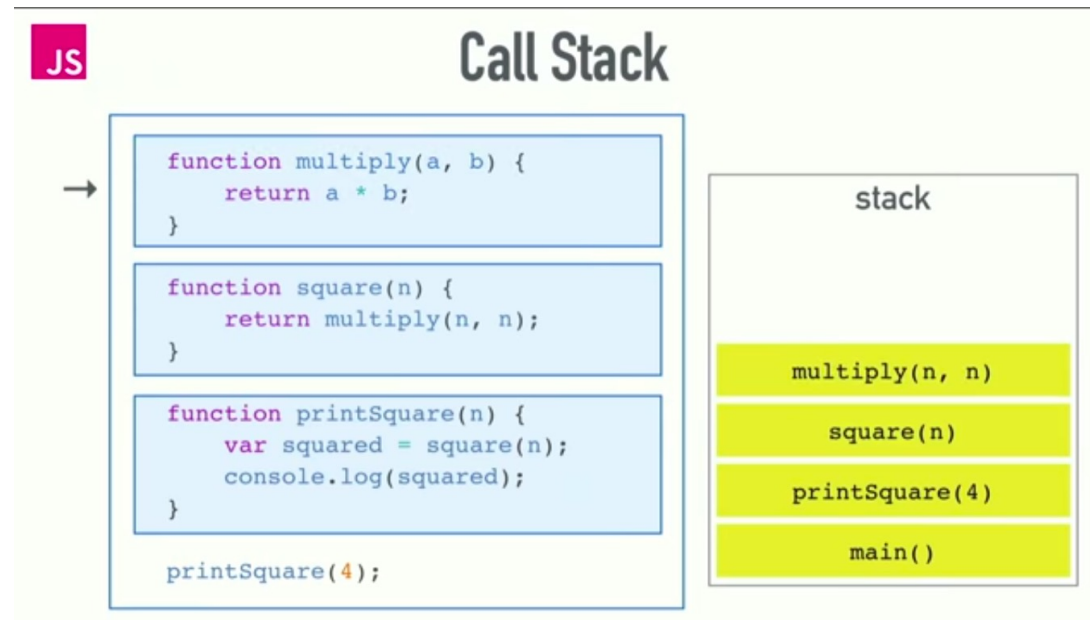 JS
Call Stack
function multiply(a, b) {
    return a * b;
}
function square(n) {
    return multiply(n, n);
}
function printSquare(n) {
    var squared = square(n);
    console.log(squared);
}
printSquare(4);
stack
multiply(n, n)
square(n)
printSquare(4)
main()